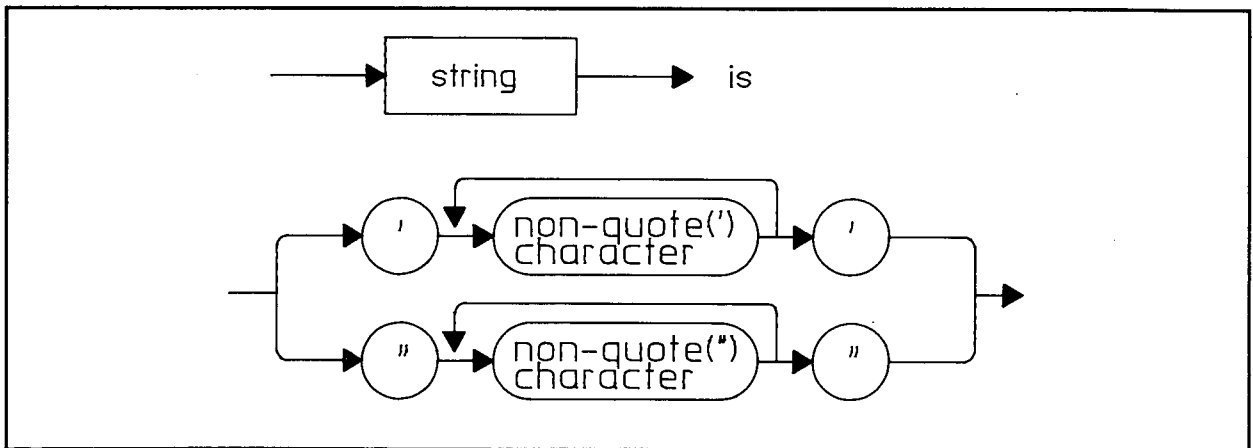 string is
' non-quote(') '
character
" non-quote(") "
character